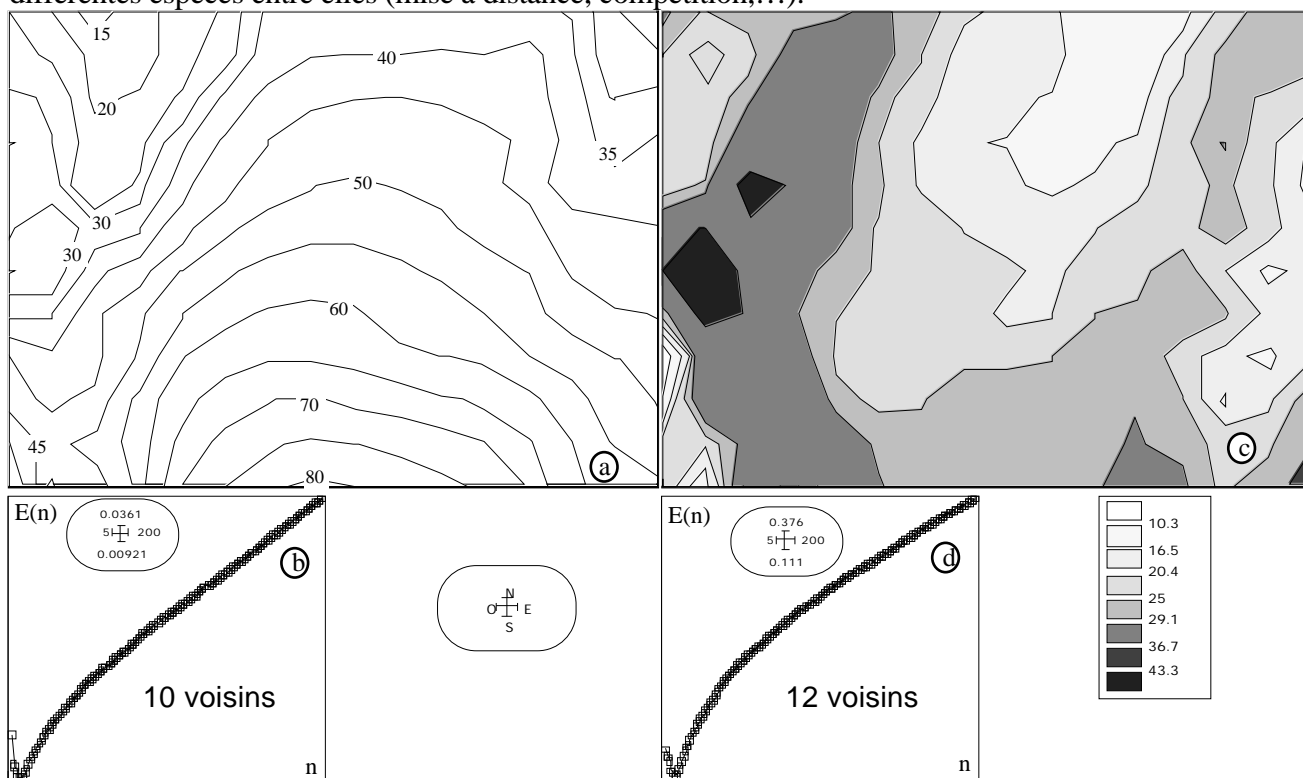 différentes espèces entre elles (mise à distance, compétition,…).
15
40
20
35
50
30
30
60
70
45
a
80
c
E(n)
0.0361
5 200
0.00921
b
10 voisins
n
N
O E
S
E(n)
0.376
5 200
0.111
d
12 voisins
n
10.3
16.5
20.4
25
29.1
36.7
43.3